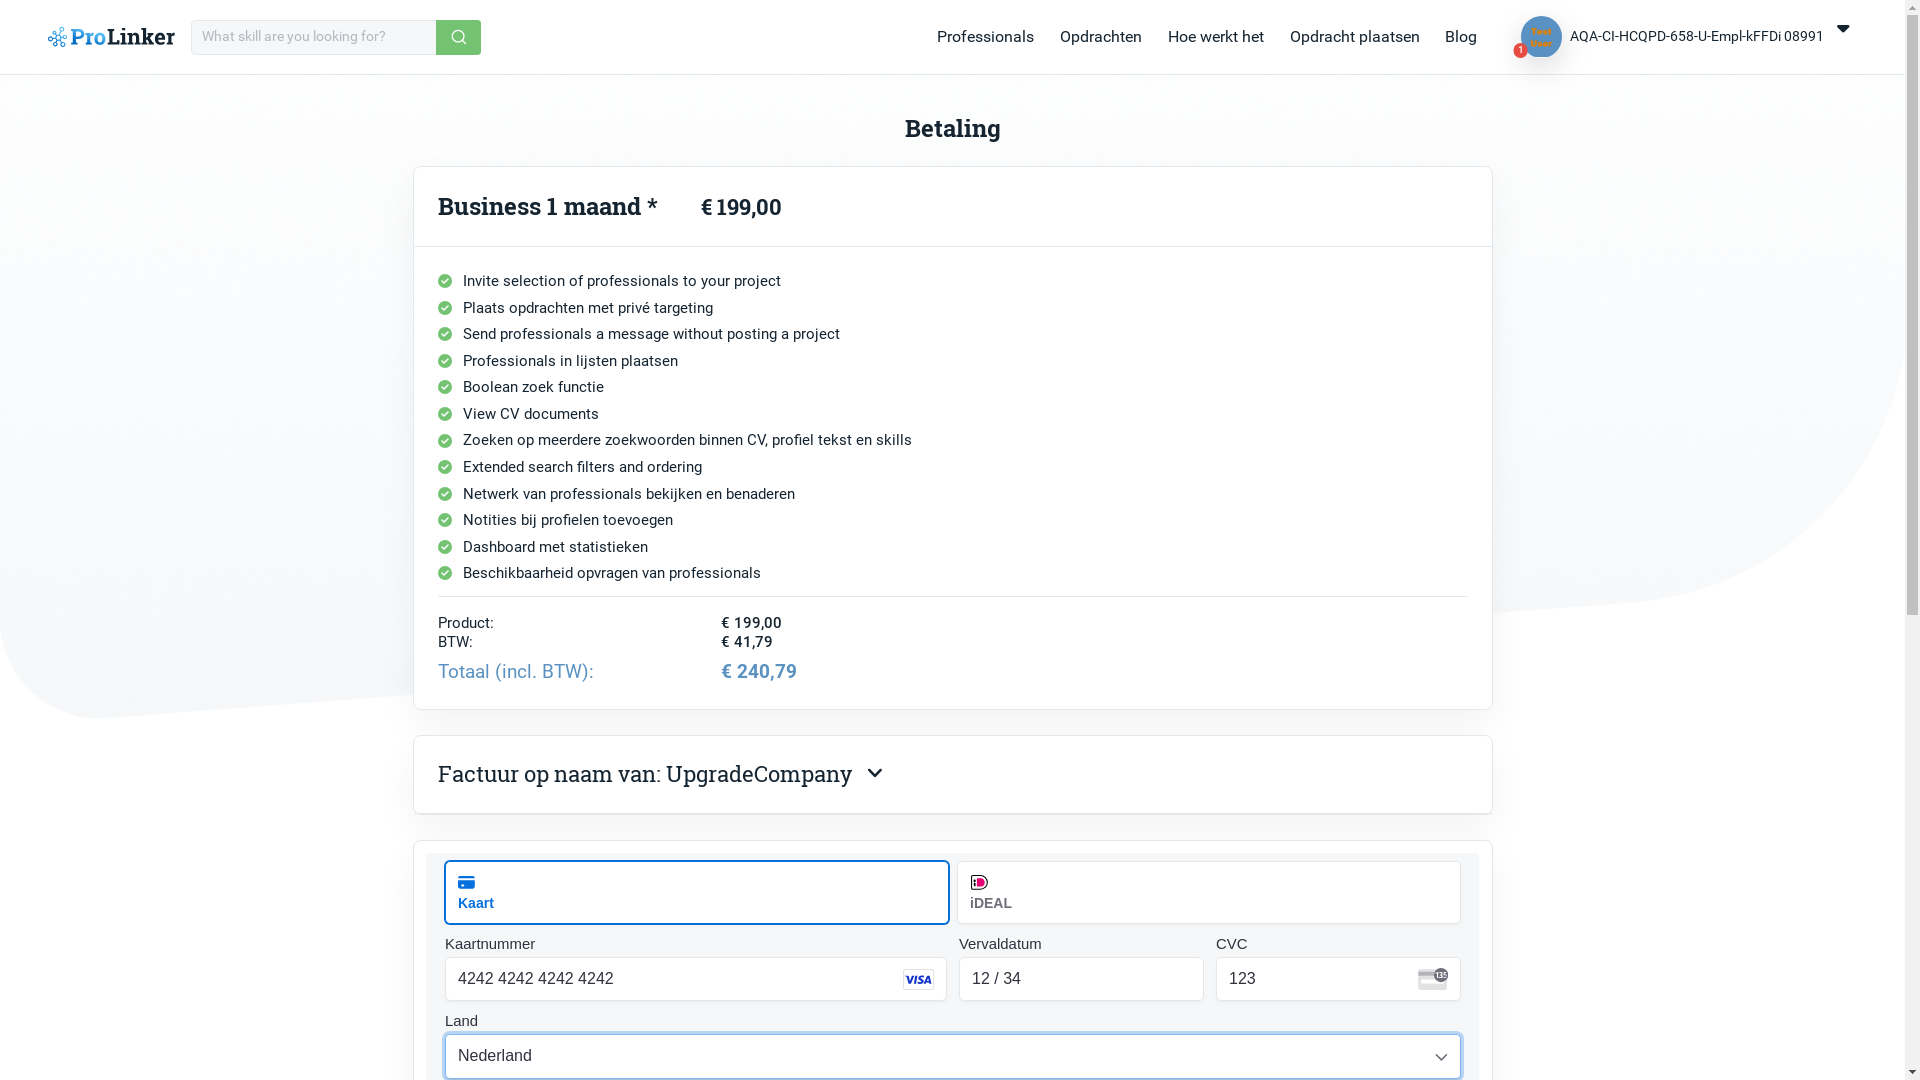 ProLinker
What skill are you looking for?
Professionals
Opdrachten
Hoe werkt het
Opdracht plaatsen
Blog
Test User
1
AQA-CI-HCQPD-658-U-Empl-kFFDi 08991
Betaling
Business 1 maand * € 199,00
Invite selection of professionals to your project
Plaats opdrachten met privé targeting
Send professionals a message without posting a project
Professionals in lijsten plaatsen
Boolean zoek functie
View CV documents
Zoeken op meerdere zoekwoorden binnen CV, profiel tekst en skills
Extended search filters and ordering
Netwerk van professionals bekijken en benaderen
Notities bij profielen toevoegen
Dashboard met statistieken
Beschikbaarheid opvragen van professionals
Product: € 199,00
BTW: € 41,79
Totaal (incl. BTW): € 240,79
Factuur op naam van: UpgradeCompany
Kaart
iDEAL
Kaartnummer
Vervaldatum
CVC
4242 4242 4242 4242
VISA
12 / 34
123
135
Land
Nederland